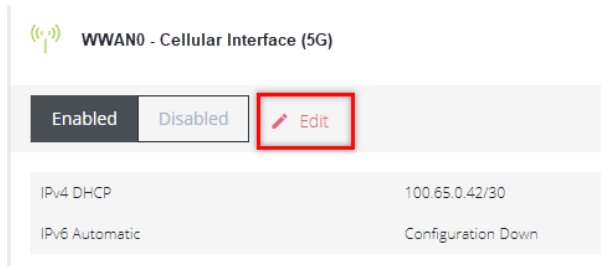 WWAN0 - Cellular Interface (5G)
Enabled Disabled Edit
IPv4 DHCP 100.65.0.42/30
IPv6 Automatic Configuration Down